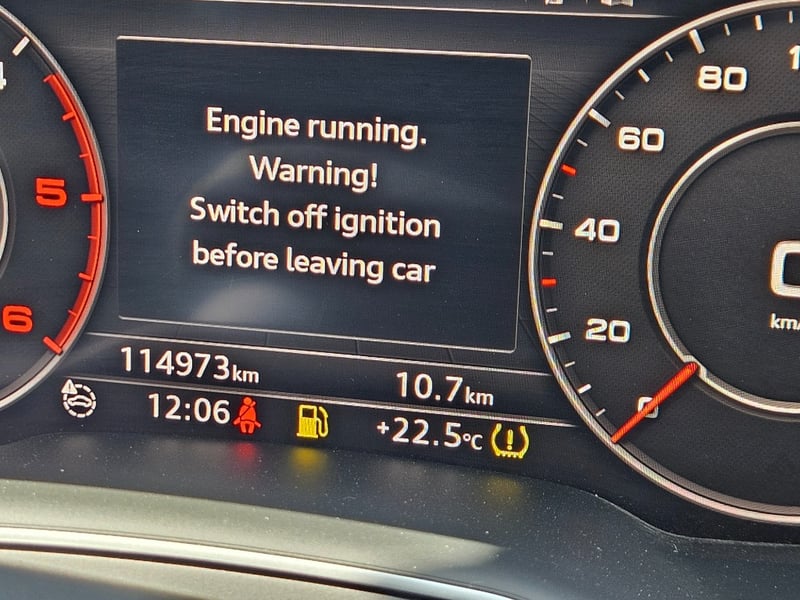 Engine running.
Warning!
Switch off ignition
before leaving car
114973km
10.7km
12:06
+22.5°C
5
6
80
60
40
20
0